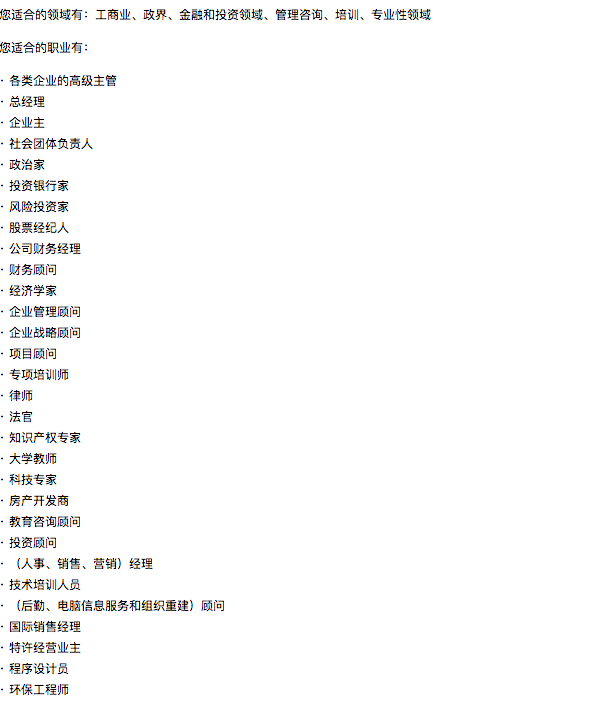 您适合的领域有：工商业、政界、金融和投资领域、管理咨询、培训、专业性领域
您适合的职业有：
· 各类企业的高级主管
· 总经理
· 企业主
· 社会团体负责人
· 政治家
· 投资银行家
· 风险投资家
· 股票经纪人
· 公司财务经理
· 财务顾问
· 经济学家
· 企业管理顾问
· 企业战略顾问
· 项目顾问
· 专项培训师
· 律师
· 法官
· 知识产权专家
· 大学教师
· 科技专家
· 房产开发商
· 教育咨询顾问
· 投资顾问
· （人事、销售、营销）经理
· 技术培训人员
· （后勤、电脑信息服务和组织重建）顾问
· 国际销售经理
· 特许经营业主
· 程序设计员
· 环保工程师